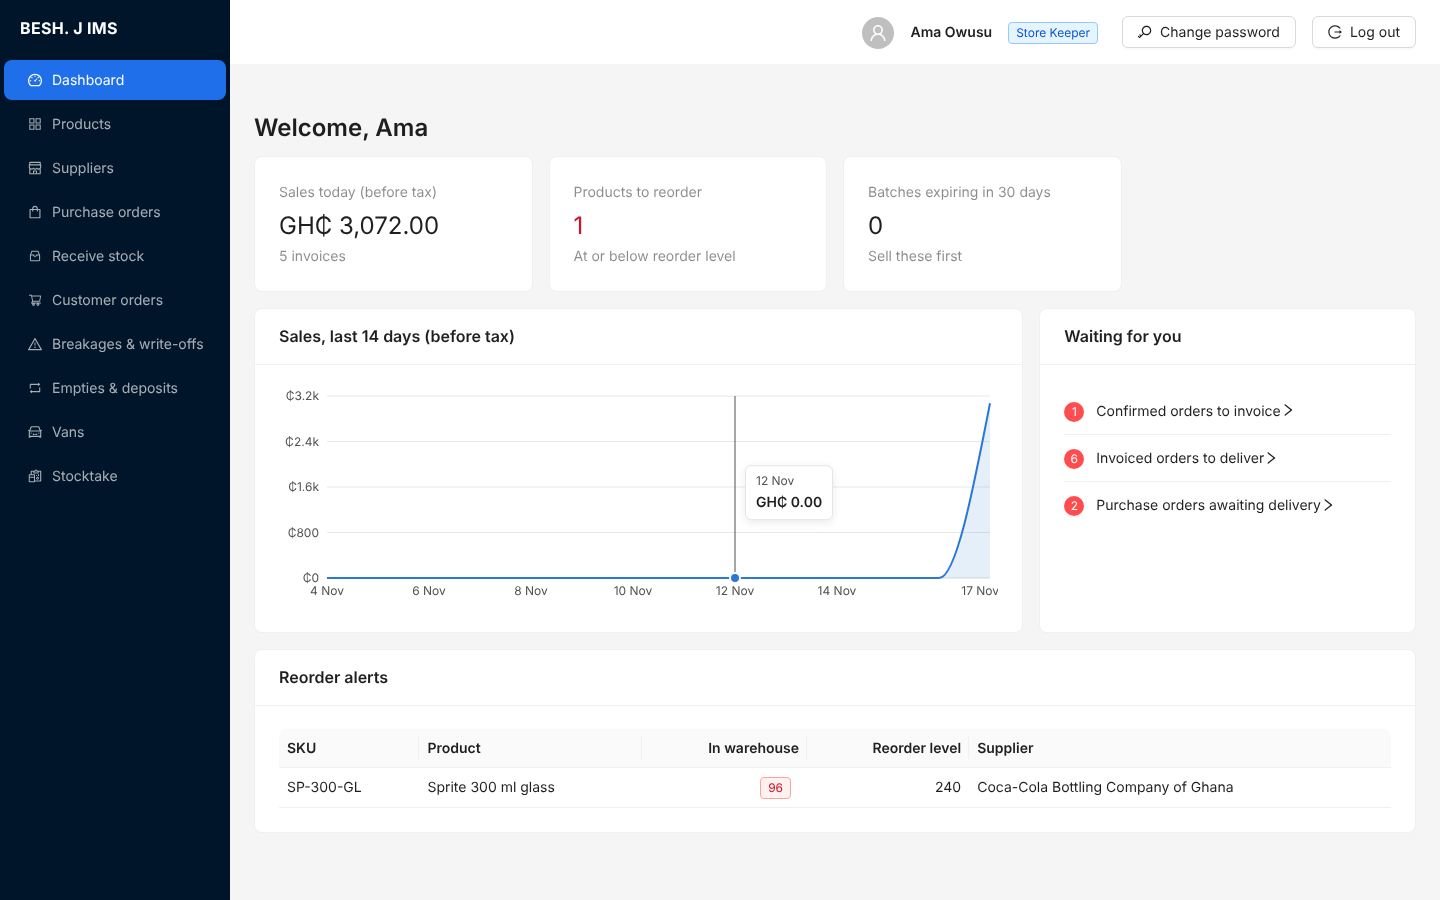 BESH. J IMS
Ama Owusu
Store Keeper
Change password
Log out
Dashboard
Products
Suppliers
Purchase orders
Receive stock
Customer orders
Breakages & write-offs
Empties & deposits
Vans
Stocktake
Welcome, Ama
Sales today (before tax)
GH₵ 3,072.00
5 invoices
Products to reorder
1
At or below reorder level
Batches expiring in 30 days
0
Sell these first
Sales, last 14 days (before tax)
₵3.2k
₵2.4k
₵1.6k
₵800
₵0
4 Nov 6 Nov 8 Nov 10 Nov 12 Nov 14 Nov 17 Nov
12 Nov
GH₵ 0.00
Waiting for you
1 Confirmed orders to invoice
6 Invoiced orders to deliver
2 Purchase orders awaiting delivery
Reorder alerts
SKU Product In warehouse Reorder level Supplier
SP-300-GL Sprite 300 ml glass 96 240 Coca-Cola Bottling Company of Ghana